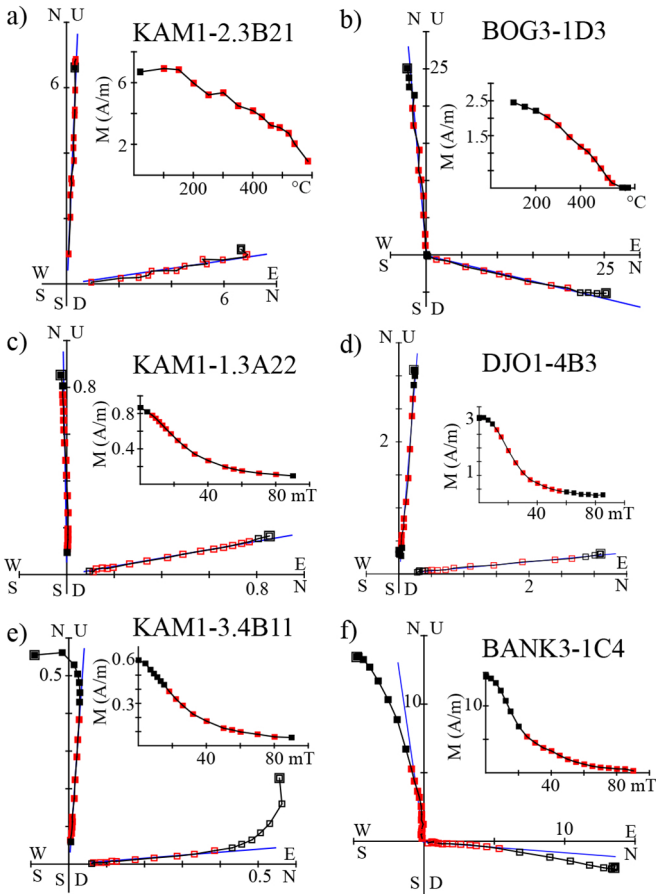 a) KAM1-2.3B21
N U
6
M (A/m)
6
4
2
200 400 °C
W E
S S D 6 N
b) BOG3-1D3
N U
25
M (A/m)
2.5
1.5
200 400 °C
W E
S S D 25 N
c) KAM1-1.3A22
N U
0.8
M (A/m)
0.8
0.4
40 80 mT
W E
S S D 0.8 N
d) DJO1-4B3
N U
2
M (A/m)
3
1
40 80 mT
W E
S S D 2 N
e) KAM1-3.4B11
N U
0.5
M (A/m)
0.6
0.3
40 80 mT
W E
S S D 0.5 N
f) BANK3-1C4
N U
10
M (A/m)
10
40 80 mT
W 10 E
S S D N